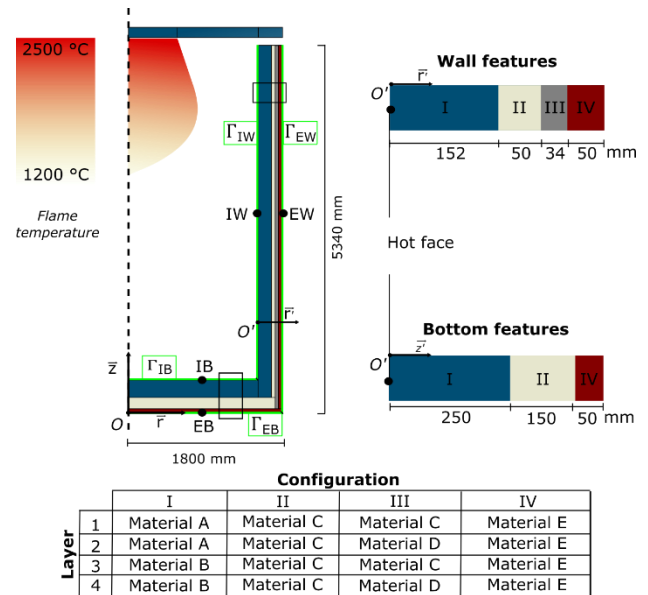 2500 °C
1200 °C
Flame
temperature
Γ_IW
Γ_EW
IW
EW
5340 mm
O'
r̅'
z̅
Γ_IB
IB
O
r̅
EB
Γ_EB
1800 mm
Wall features
r̅'
O'
I II III IV
152 50 34 50 mm
Hot face
Bottom features
z̅'
O'
I II IV
250 150 50 mm
Configuration
I II III IV
Layer
1 Material A Material C Material C Material E
2 Material A Material C Material D Material E
3 Material B Material C Material C Material E
4 Material B Material C Material D Material E